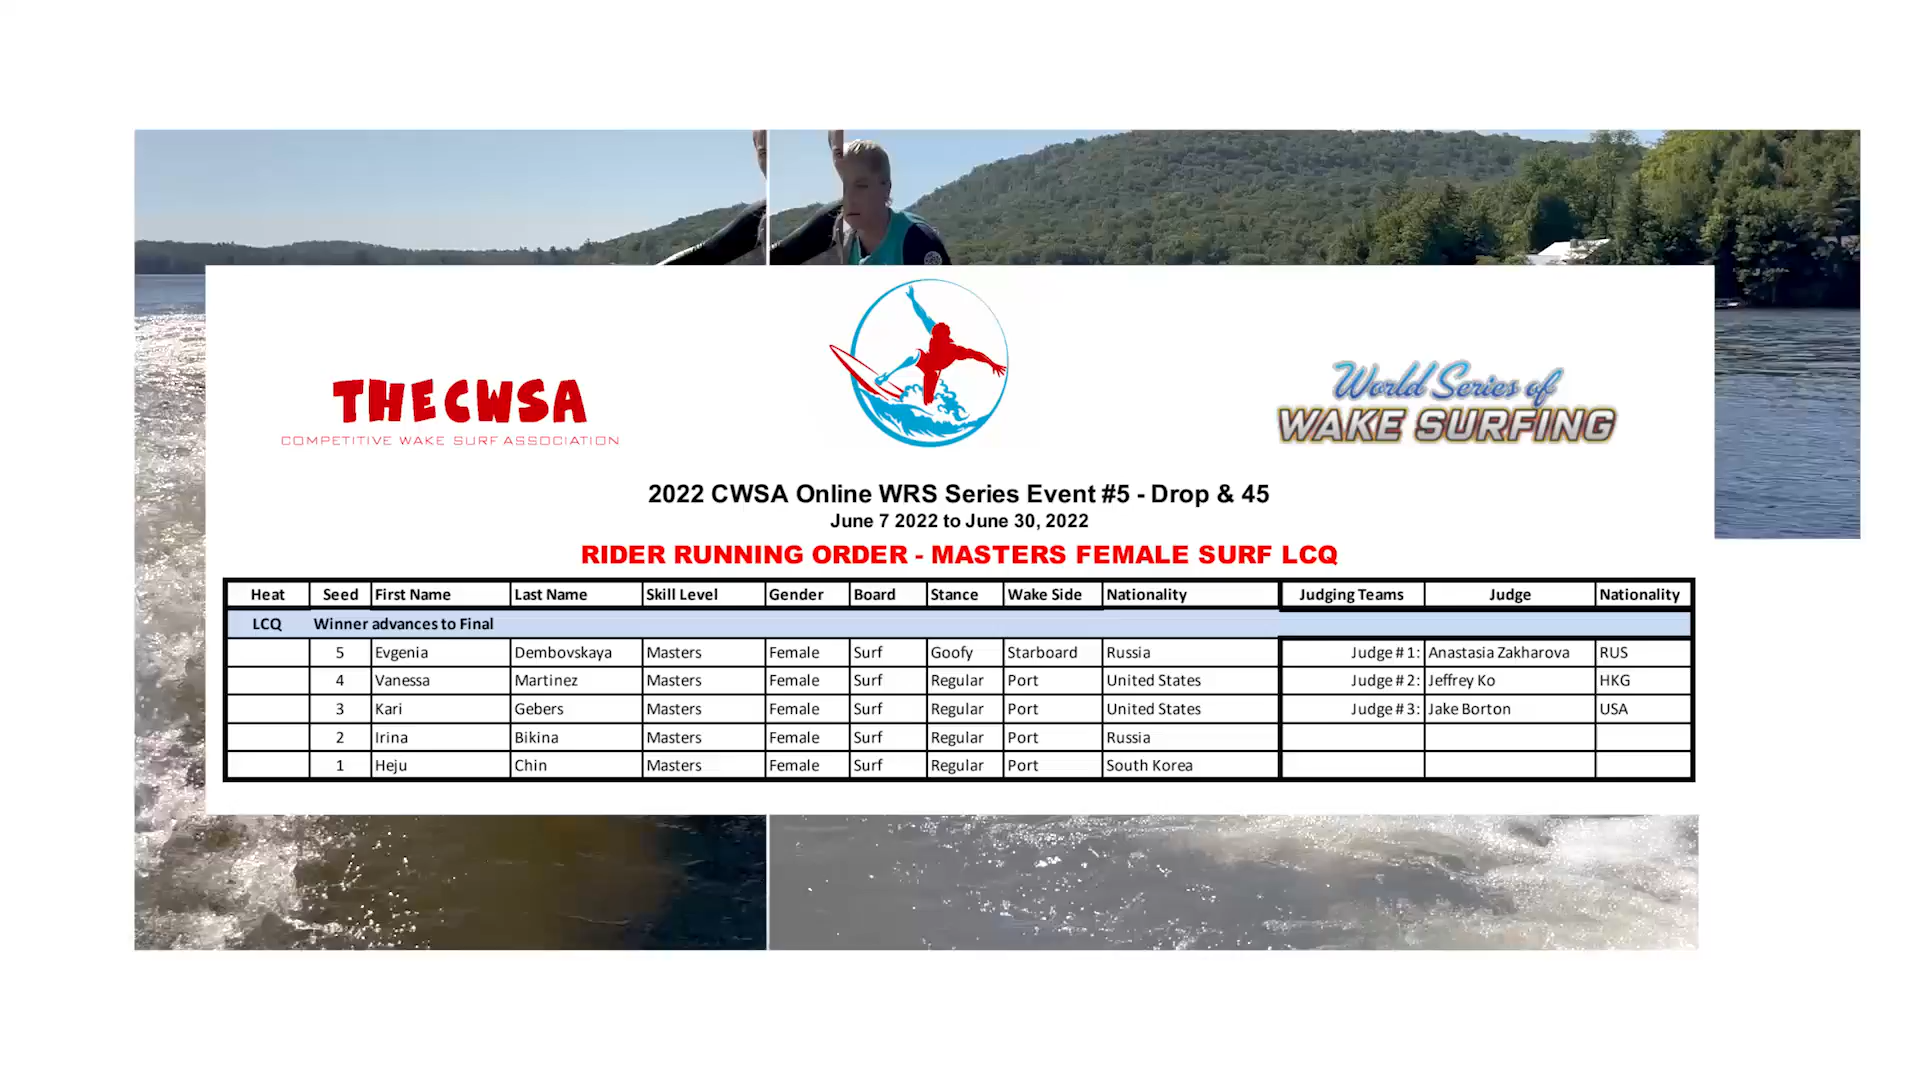 THECWSA
COMPETITIVE WAKE SURF ASSOCIATION
World Series of
WAKE SURFING
2022 CWSA Online WRS Series Event #5 - Drop & 45
June 7 2022 to June 30, 2022
RIDER RUNNING ORDER - MASTERS FEMALE SURF LCQ
Heat Seed First Name Last Name Skill Level Gender Board Stance Wake Side Nationality Judging Teams Judge Nationality
LCQ Winner advances to Final
5 Evgenia Dembovskaya Masters Female Surf Goofy Starboard Russia Judge # 1: Anastasia Zakharova RUS
4 Vanessa Martinez Masters Female Surf Regular Port United States Judge # 2: Jeffrey Ko HKG
3 Kari Gebers Masters Female Surf Regular Port United States Judge # 3: Jake Borton USA
2 Irina Bikina Masters Female Surf Regular Port Russia
1 Heju Chin Masters Female Surf Regular Port South Korea